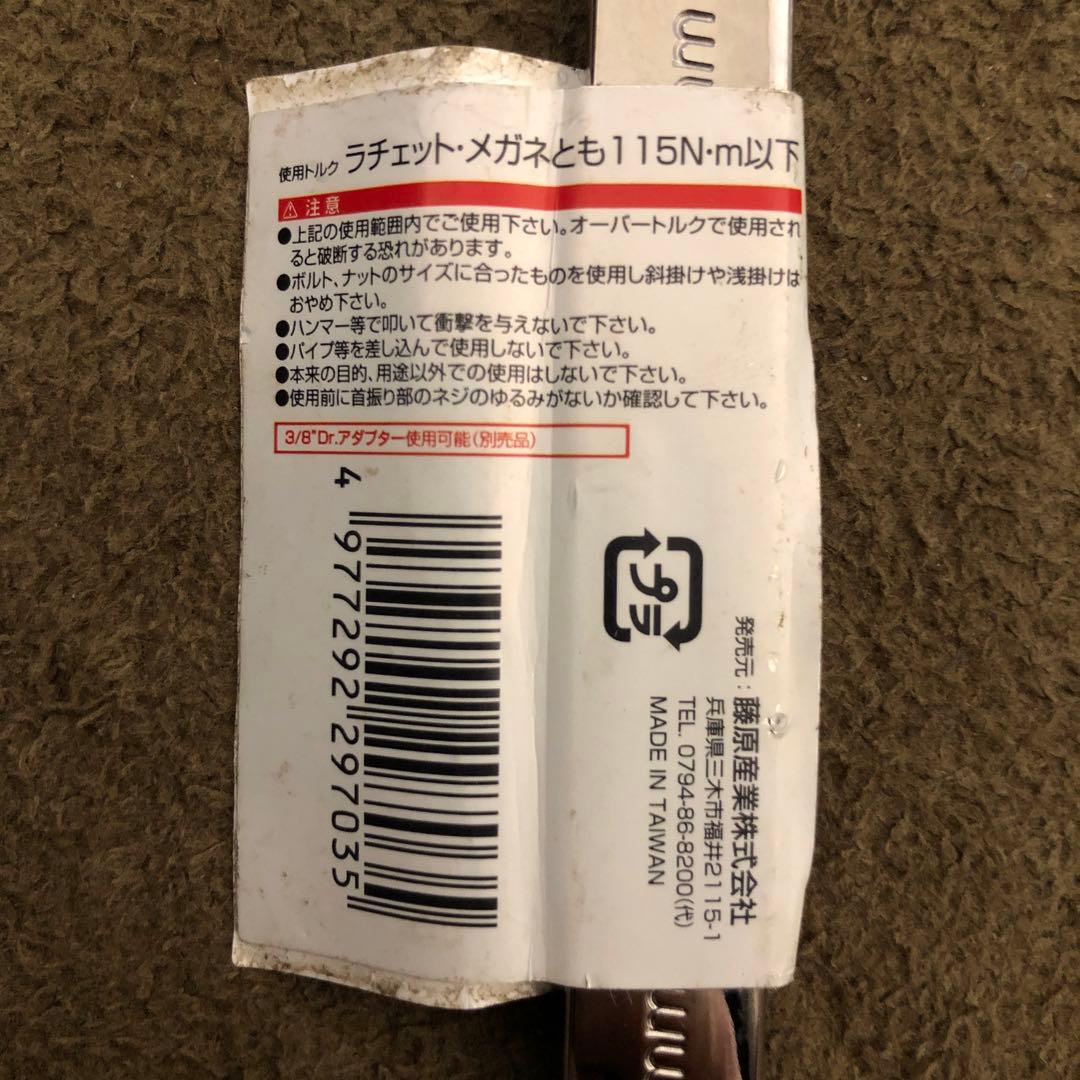 使用トルク ラチェット・メガネとも115N・m以下
⚠ 注意
●上記の使用範囲内でご使用下さい。オーバートルクで使用され
ると破断する恐れがあります。
●ボルト、ナットのサイズに合ったものを使用し斜掛けや浅掛けは
おやめ下さい。
●ハンマー等で叩いて衝撃を与えないで下さい。
●パイプ等を差し込んで使用しないで下さい。
●本来の目的、用途以外での使用はしないで下さい。
●使用前に首振り部のネジのゆるみがないか確認して下さい。
3/8"Dr.アダプター使用可能(別売品)
4 977292 297035
プラ
発売元:藤原産業株式会社
兵庫県三木市福井2115-1
TEL. 0794-86-8200(代)
MADE IN TAIWAN